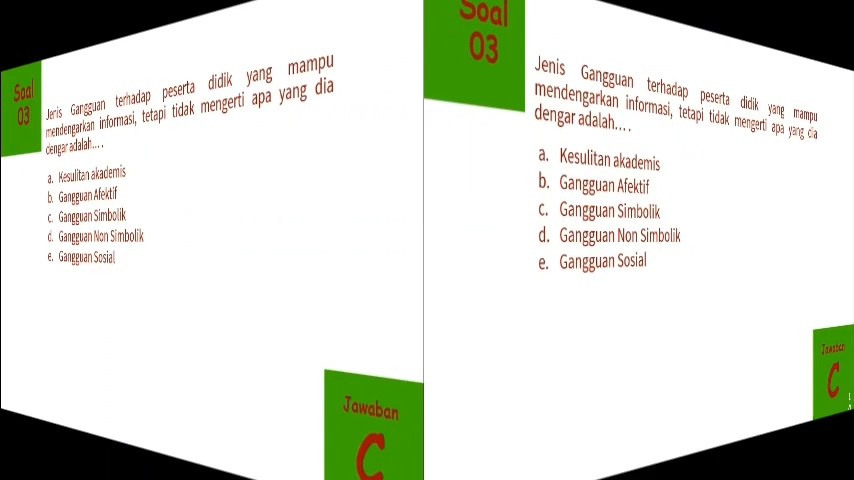 Soal
03
Jenis Gangguan terhadap peserta didik yang mampu
mendengarkan informasi, tetapi tidak mengerti apa yang dia
dengar adalah....
a. Kesulitan akademis
b. Gangguan Afektif
c. Gangguan Simbolik
d. Gangguan Non Simbolik
e. Gangguan Sosial
Jawaban
C
Soal
03
Jenis Gangguan terhadap peserta didik yang mampu
mendengarkan informasi, tetapi tidak mengerti apa yang dia
dengar adalah....
a. Kesulitan akademis
b. Gangguan Afektif
c. Gangguan Simbolik
d. Gangguan Non Simbolik
e. Gangguan Sosial
Jawaban
C